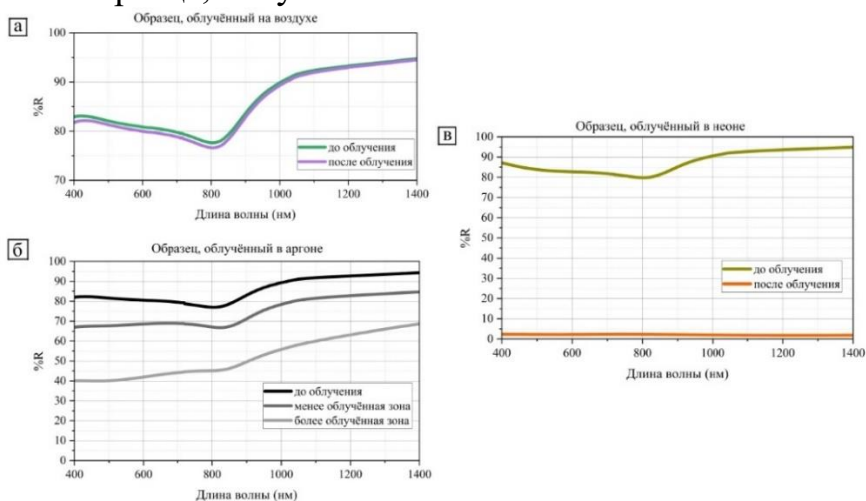 а
Образец, облучённый на воздухе
100
90
80
70
%R
до облучения
после облучения
400
600
800
1000
1200
1400
Длина волны (нм)
б
Образец, облучённый в аргоне
100
90
80
70
60
50
40
30
20
10
0
%R
до облучения
менее облучённая зона
более облучённая зона
400
600
800
1000
1200
1400
Длина волны (нм)
в
Образец, облучённый в неоне
100
90
80
70
60
50
40
30
20
10
0
%R
до облучения
после облучения
400
600
800
1000
1200
1400
Длина волны (нм)